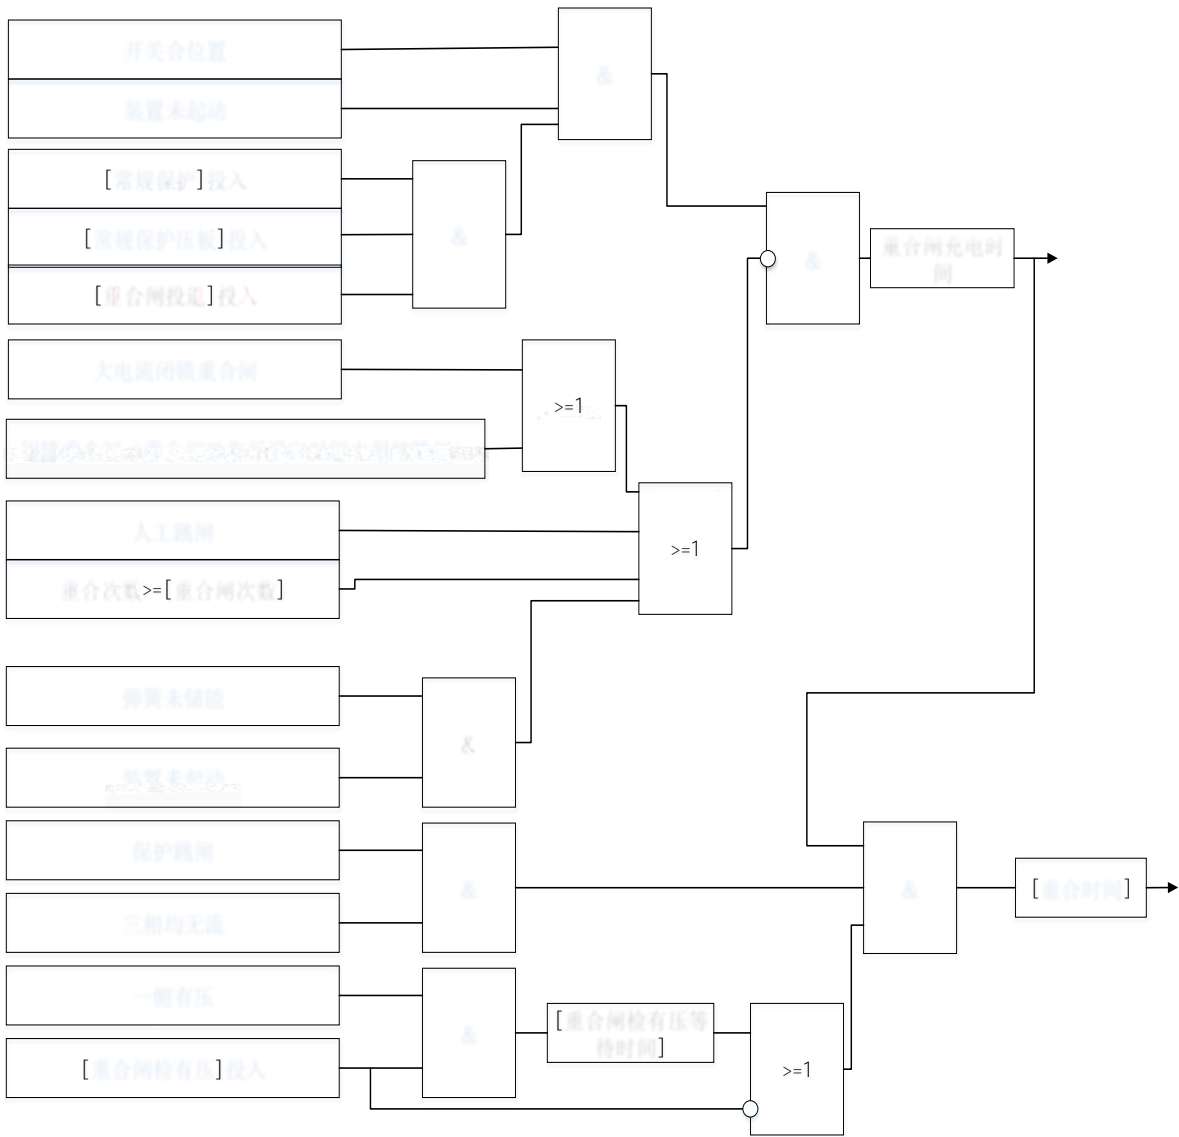 开关合位置
&
装置未起动
[常规保护]投入
&
[常规保护压板]投入
[重合闸投退]投入
&
重合闸充电时
间
大电流闭锁重合闸
>=1
人工跳闸
>=1
重合次数>=[重合闸次数]
弹簧未储能
&
装置未起动
保护跳闸
&
三相均无流
&
[重合时间]
一侧有压
&
[重合闸检有压等
待时间]
[重合闸检有压]投入
>=1